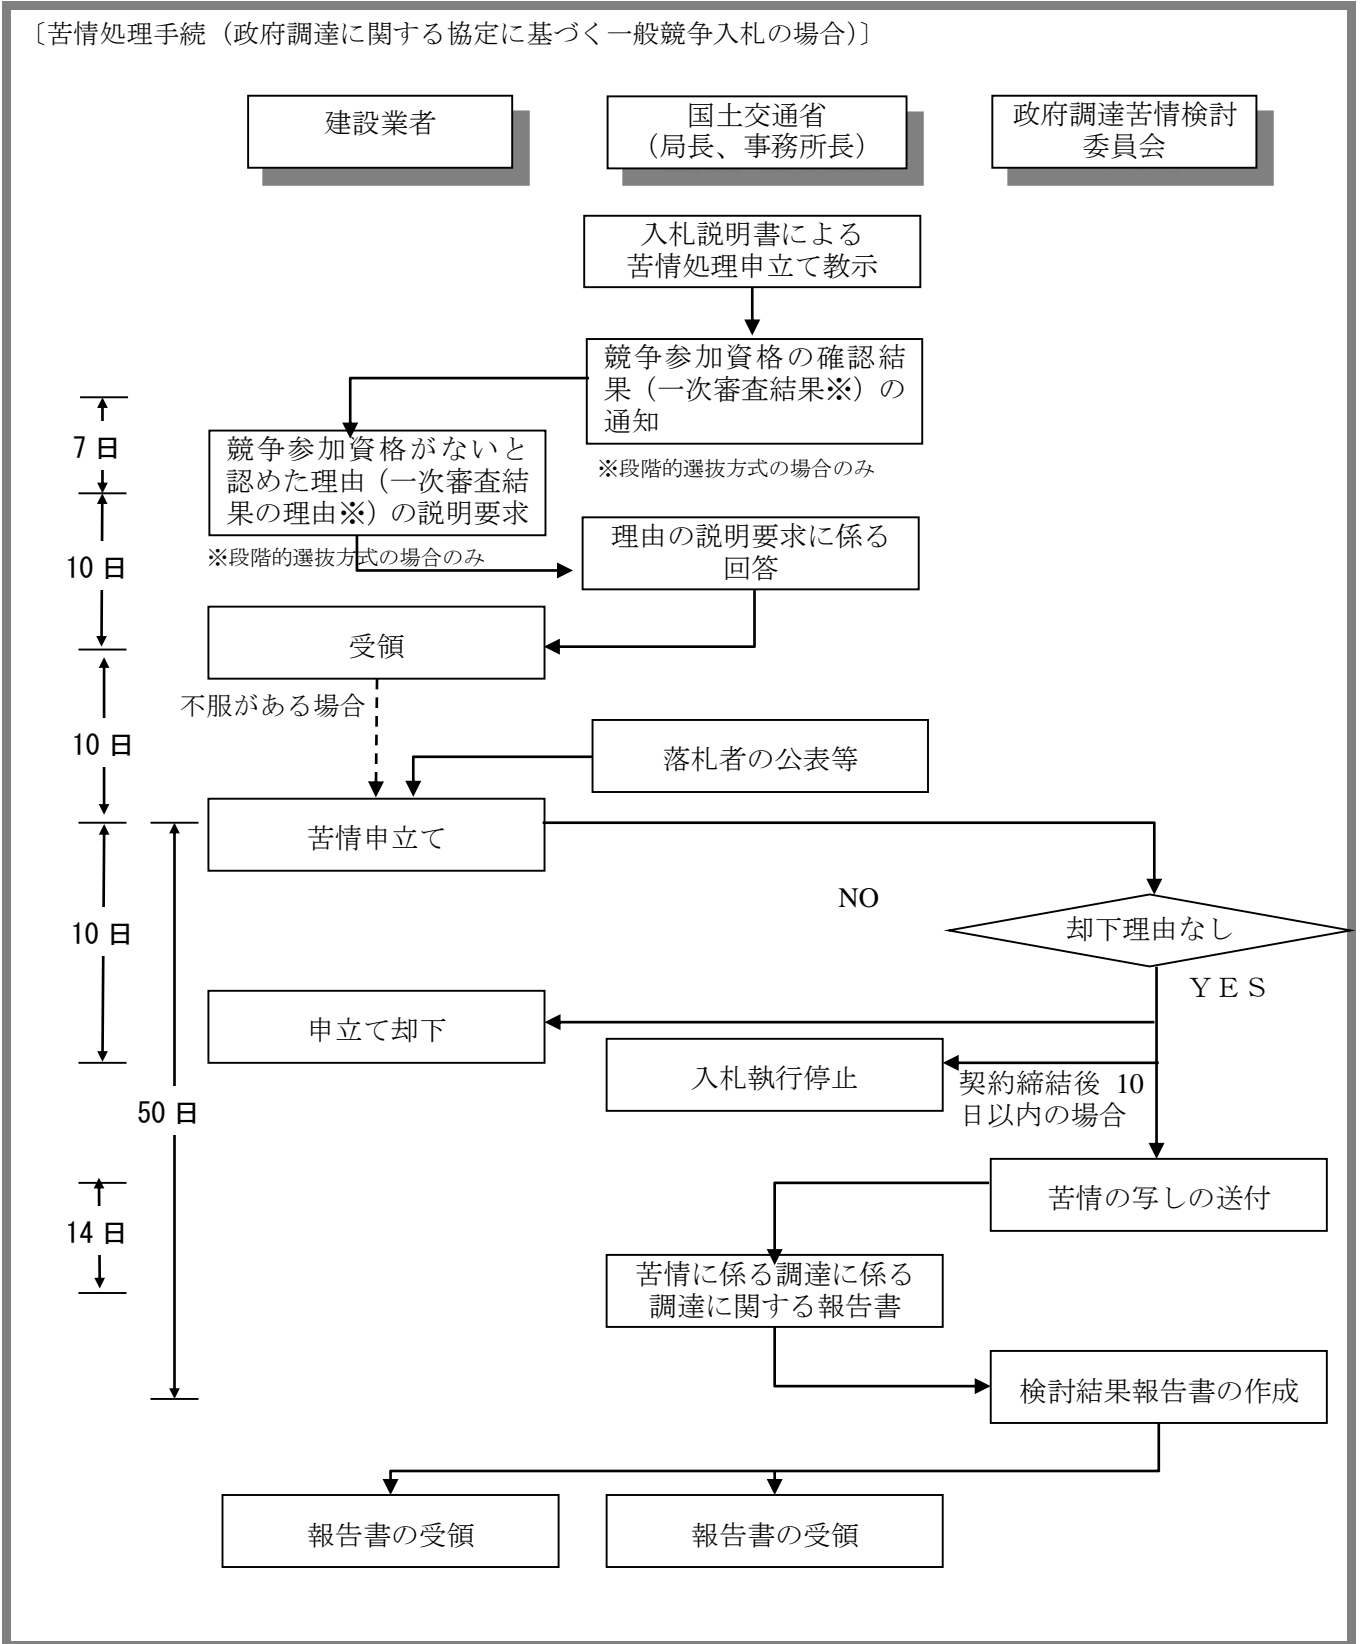 〔苦情処理手続（政府調達に関する協定に基づく一般競争入札の場合）〕
建設業者
国土交通省
（局長、事務所長）
政府調達苦情検討
委員会
入札説明書による
苦情処理申立て教示
競争参加資格の確認結
果（一次審査結果※）の
通知
※段階的選抜方式の場合のみ
7 日
競争参加資格がないと
認めた理由（一次審査結
果の理由※）の説明要求
※段階的選抜方式の場合のみ
10 日
理由の説明要求に係る
回答
受領
不服がある場合
10 日
落札者の公表等
苦情申立て
NO
却下理由なし
ＹＥＳ
10 日
申立て却下
入札執行停止
契約締結後 10
日以内の場合
50 日
苦情の写しの送付
14 日
苦情に係る調達に係る
調達に関する報告書
検討結果報告書の作成
報告書の受領
報告書の受領